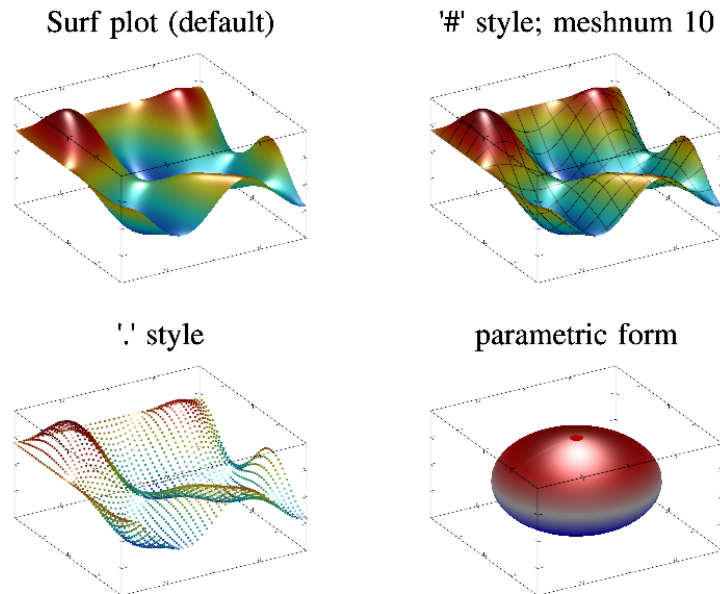 Surf plot (default)
'#' style; meshnum 10
'.' style
parametric form